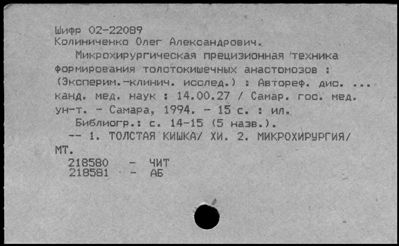 Шифр 02-22089
Колиниченко Олег Александрович.
Микрохирургическая прецизионная техника
формирования толстокишечных анастомозов :
(Эксперим.-клинич. исслед.) : Автореф. дис. ...
канд. мед. наук : 14.00.27 / Самар. гос. мед.
ун-т. - Самара, 1994. - 15 с. : ил.
Библиогр.: с. 14-15 (5 назв.).
-- 1. ТОЛСТАЯ КИШКА/ ХИ. 2. МИКРОХИРУРГИЯ/
МТ.
218580 - ЧИТ
218581 - АБ